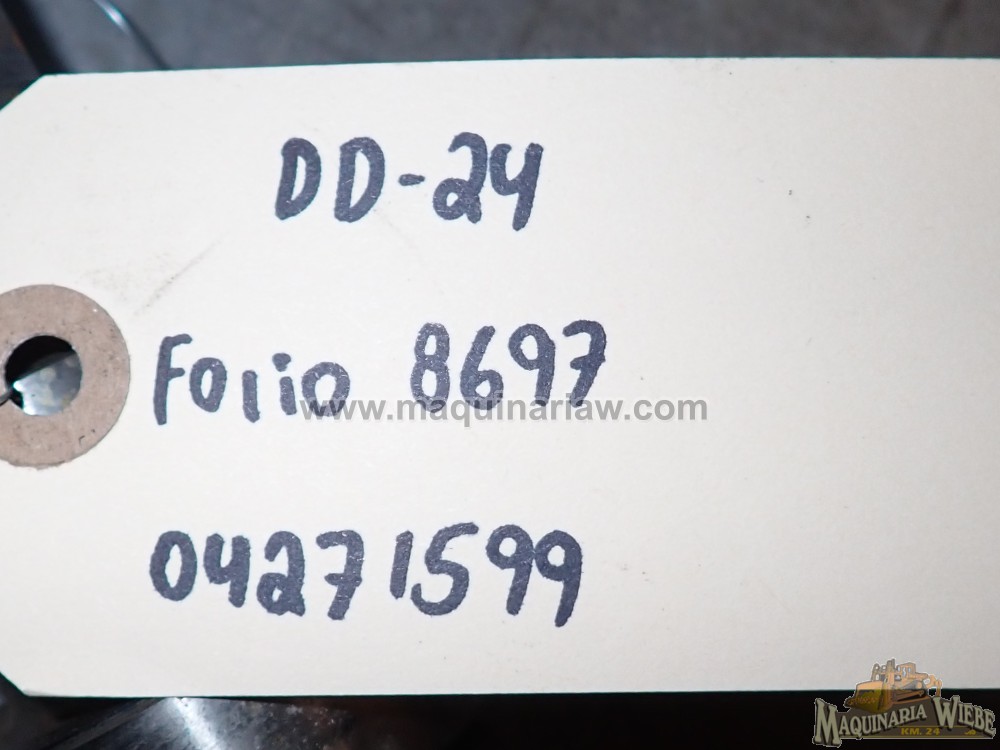 DD-24
Folio 8697
www.maquinariaw.com
04271599
MAQUINARIA WIEBE
KM. 24